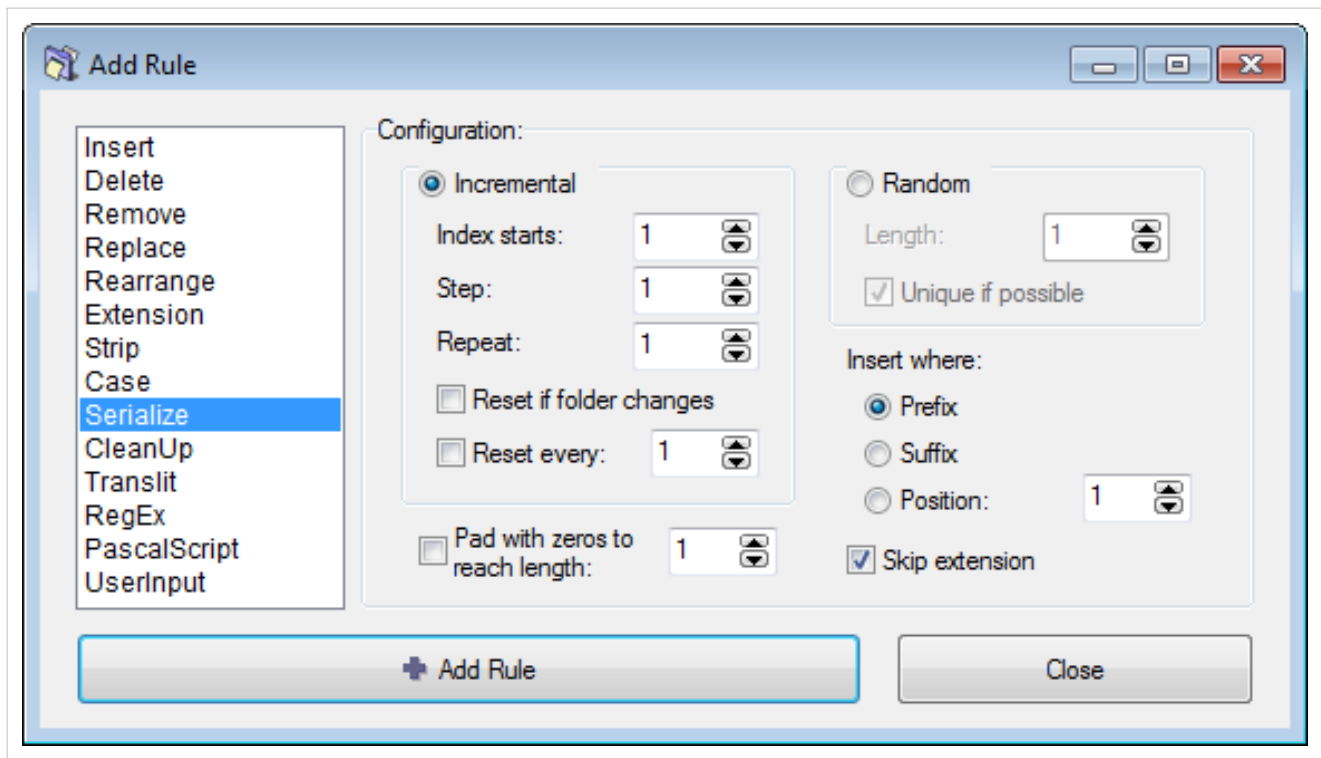 Add Rule
Insert
Delete
Remove
Replace
Rearrange
Extension
Strip
Case
Serialize
CleanUp
Translit
RegEx
PascalScript
UserInput
Configuration:
Incremental
Index starts: 1
Step: 1
Repeat: 1
Reset if folder changes
Reset every: 1
Pad with zeros to
reach length: 1
Random
Length: 1
Unique if possible
Insert where:
Prefix
Suffix
Position: 1
Skip extension
Add Rule
Close